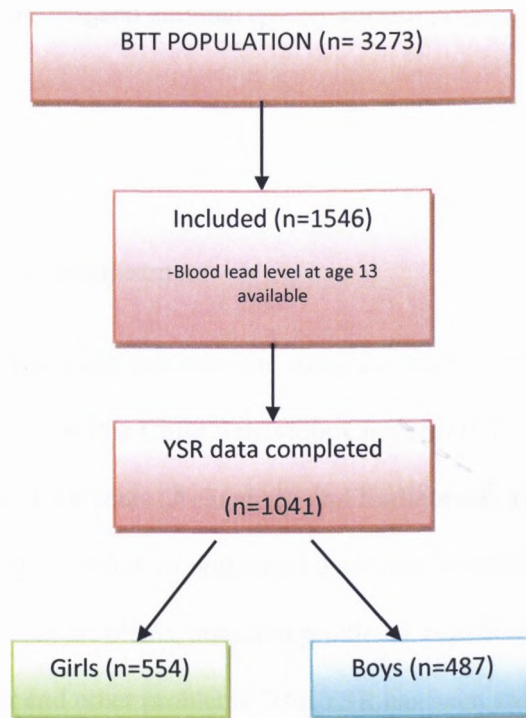 BTT POPULATION (n= 3273)
Included (n=1546)
-Blood lead level at age 13
available
YSR data completed
(n=1041)
Girls (n=554)
Boys (n=487)